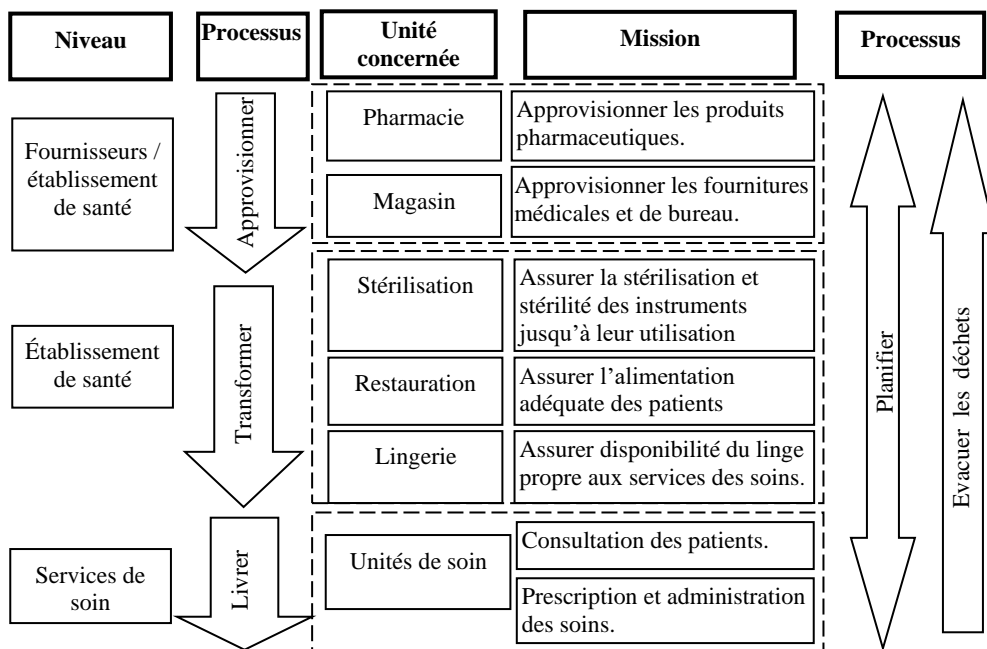 Niveau
Processus
Unité
concernée
Mission
Processus
Fournisseurs /
établissement
de santé
Approvisionner
Pharmacie
Approvisionner les produits
pharmaceutiques.
Magasin
Approvisionner les fournitures
médicales et de bureau.
Établissement
de santé
Transformer
Stérilisation
Assurer la stérilisation et
stérilité des instruments
jusqu’à leur utilisation
Restauration
Assurer l’alimentation
adéquate des patients
Lingerie
Assurer disponibilité du linge
propre aux services des soins.
Services de
soin
Livrer
Unités de soin
Consultation des patients.
Prescription et administration
des soins.
Planifier
Evacuer les déchets